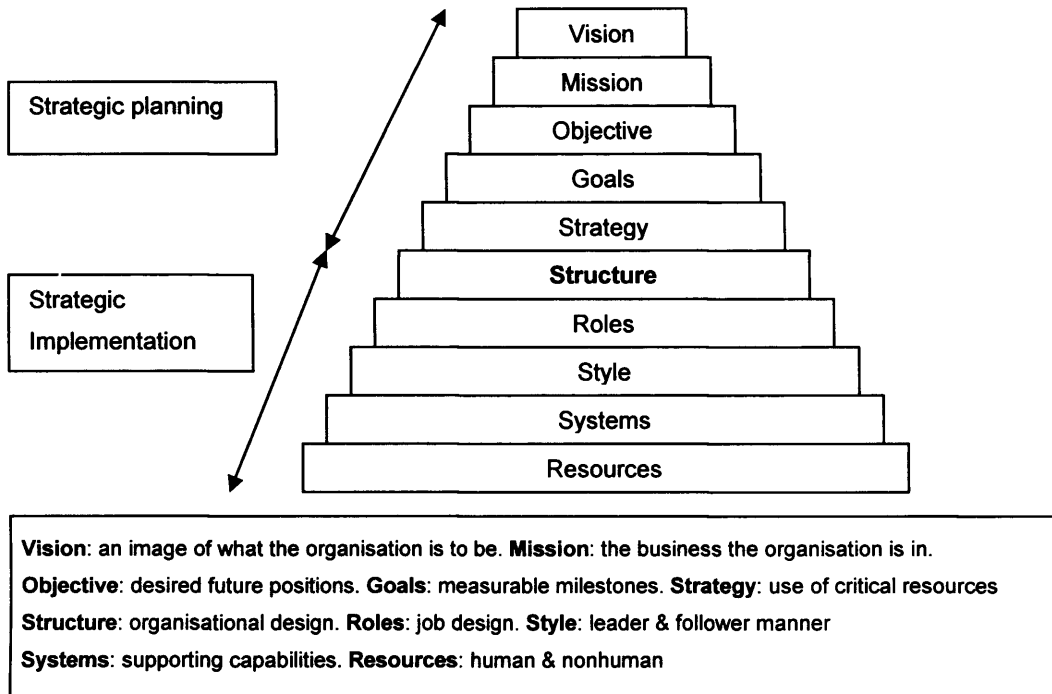 Vision
Mission
Strategic planning
Objective
Goals
Strategy
Structure
Strategic
Implementation
Roles
Style
Systems
Resources
Vision: an image of what the organisation is to be. Mission: the business the organisation is in.
Objective: desired future positions. Goals: measurable milestones. Strategy: use of critical resources
Structure: organisational design. Roles: job design. Style: leader & follower manner
Systems: supporting capabilities. Resources: human & nonhuman